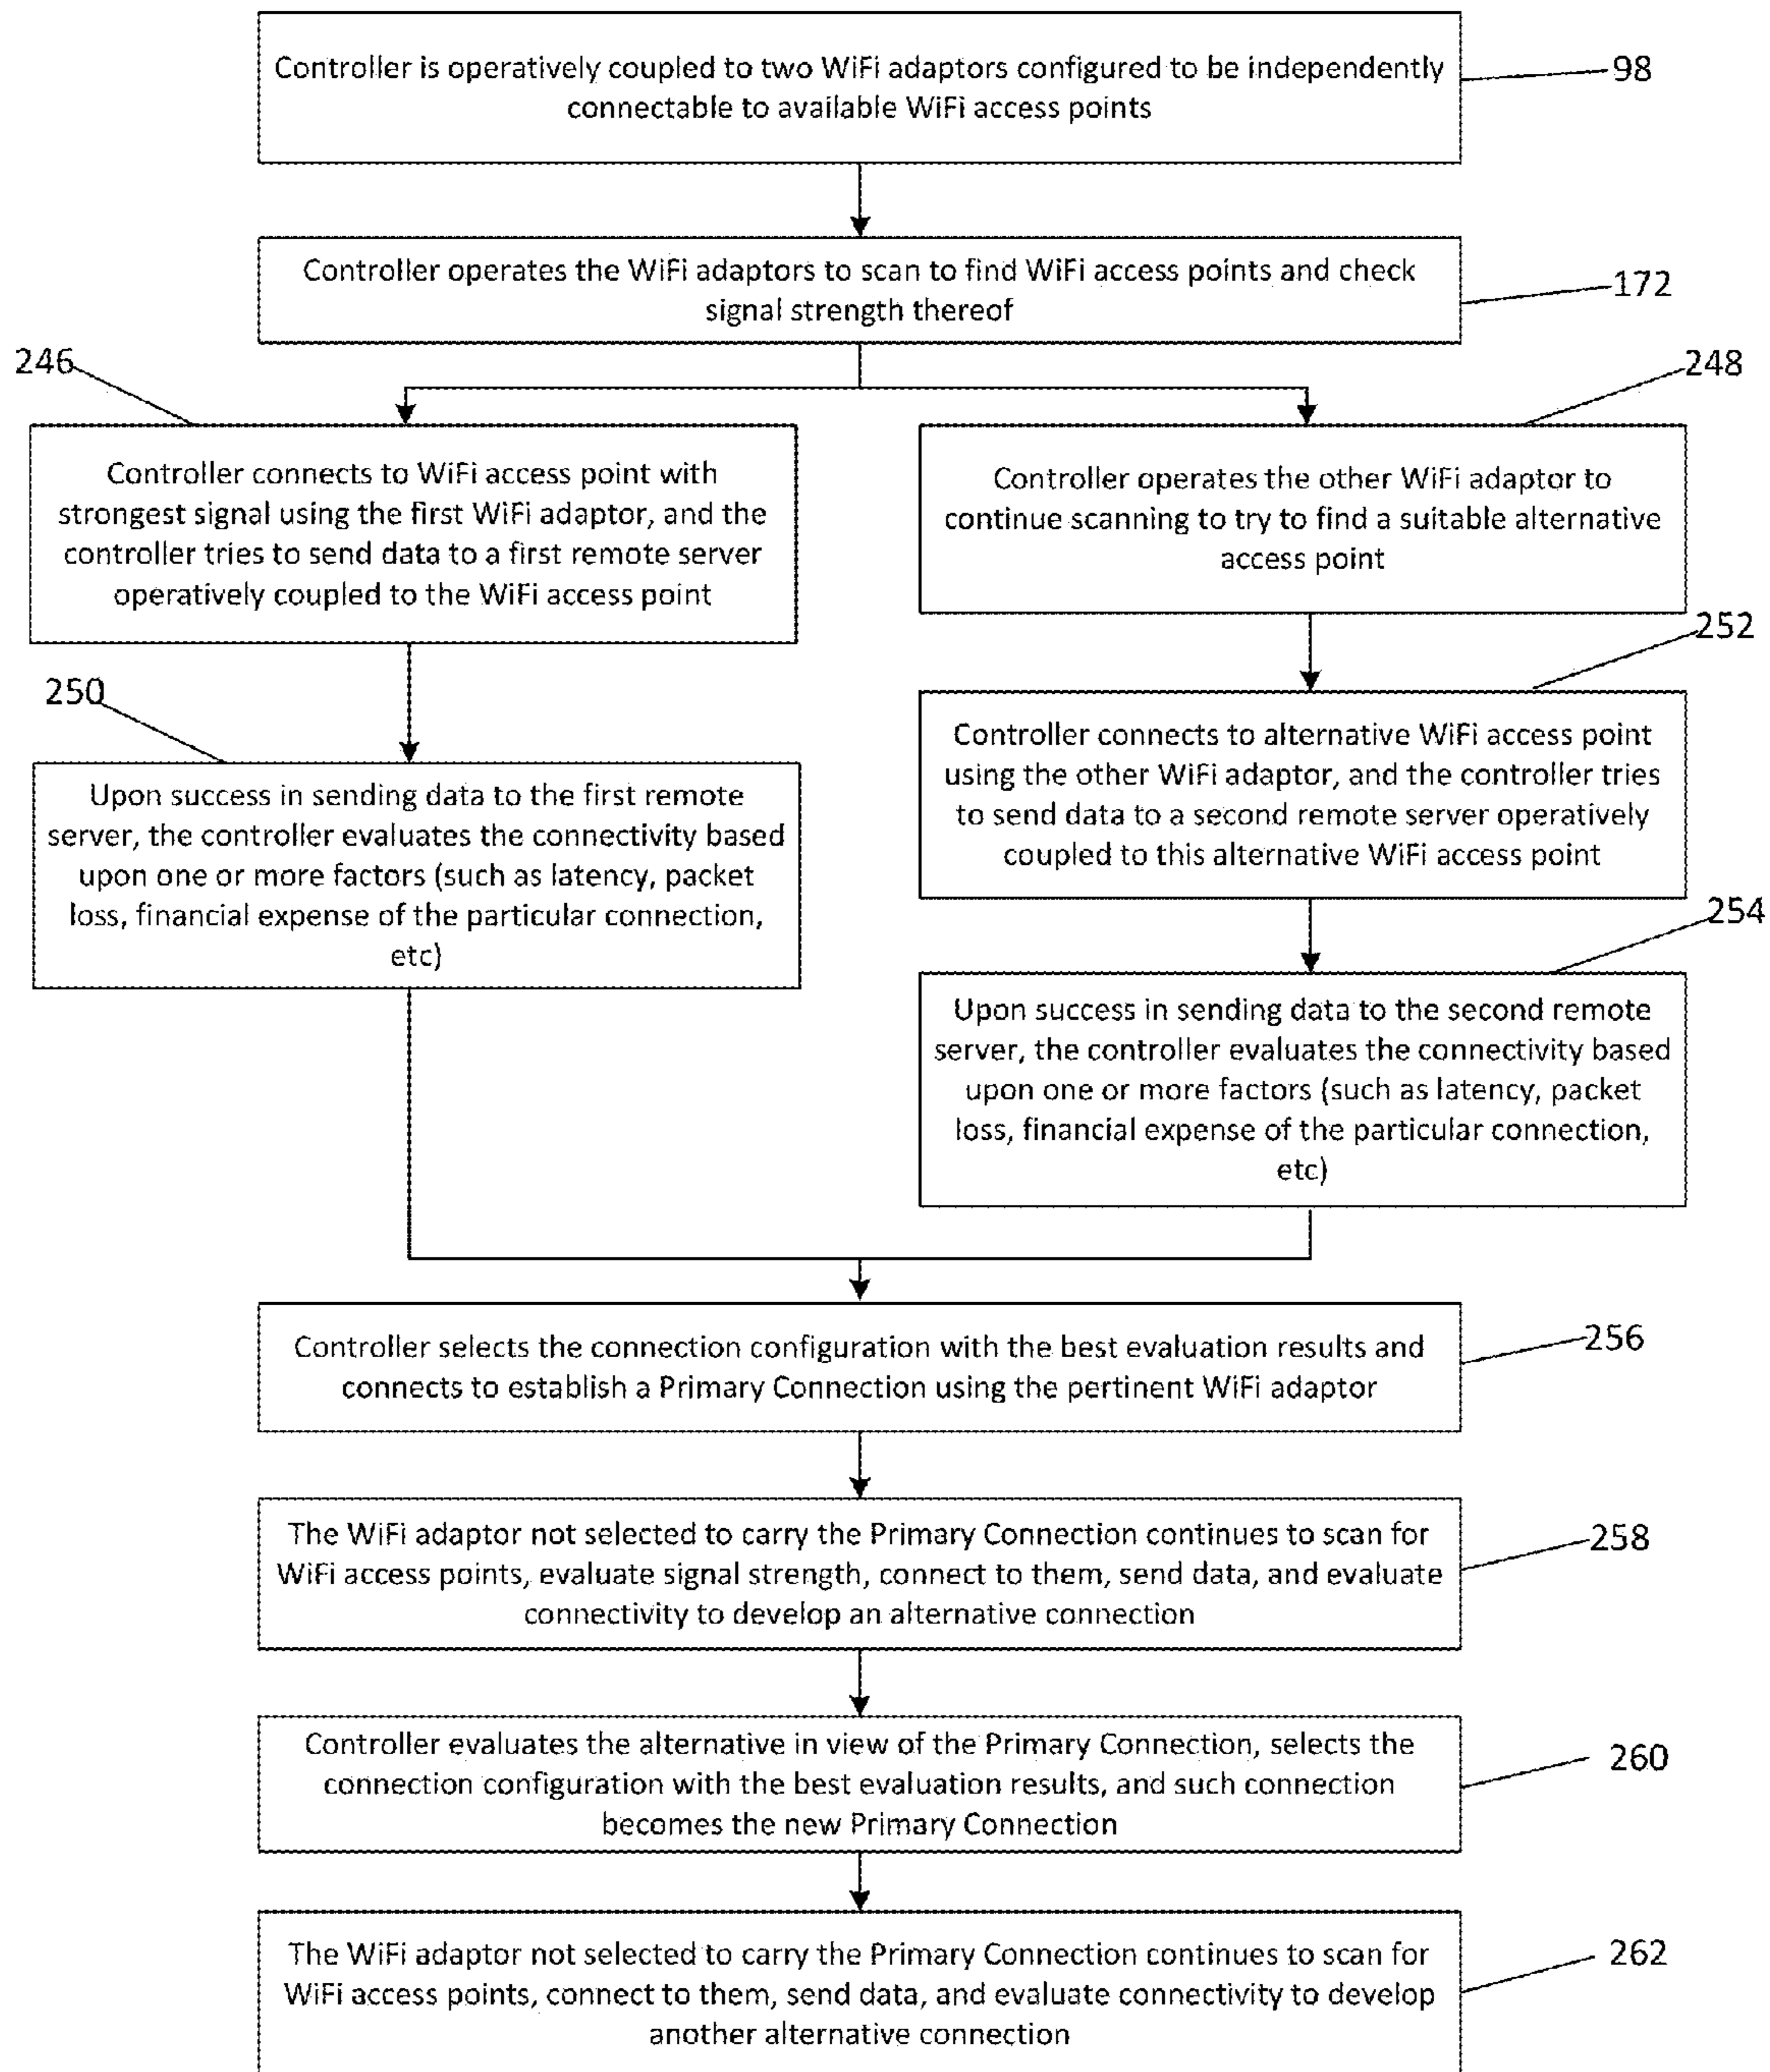 Controller is operatively coupled to two WiFi adaptors configured to be independently
connectable to available WiFi access points
98
Controller operates the WiFi adaptors to scan to find WiFi access points and check
signal strength thereof
172
246
248
Controller connects to WiFi access point with
strongest signal using the first WiFi adaptor, and the
controller tries to send data to a first remote server
operatively coupled to the WiFi access point
Controller operates the other WiFi adaptor to
continue scanning to try to find a suitable alternative
access point
250
252
Upon success in sending data to the first remote
server, the controller evaluates the connectivity based
upon one or more factors (such as latency, packet
loss, financial expense of the particular connection,
etc)
Controller connects to alternative WiFi access point
using the other WiFi adaptor, and the controller tries
to send data to a second remote server operatively
coupled to this alternative WiFi access point
254
Upon success in sending data to the second remote
server, the controller evaluates the connectivity based
upon one or more factors (such as latency, packet
loss, financial expense of the particular connection,
etc)
Controller selects the connection configuration with the best evaluation results and
connects to establish a Primary Connection using the pertinent WiFi adaptor
256
The WiFi adaptor not selected to carry the Primary Connection continues to scan for
WiFi access points, evaluate signal strength, connect to them, send data, and evaluate
connectivity to develop an alternative connection
258
Controller evaluates the alternative in view of the Primary Connection, selects the
connection configuration with the best evaluation results, and such connection
becomes the new Primary Connection
260
The WiFi adaptor not selected to carry the Primary Connection continues to scan for
WiFi access points, connect to them, send data, and evaluate connectivity to develop
another alternative connection
262